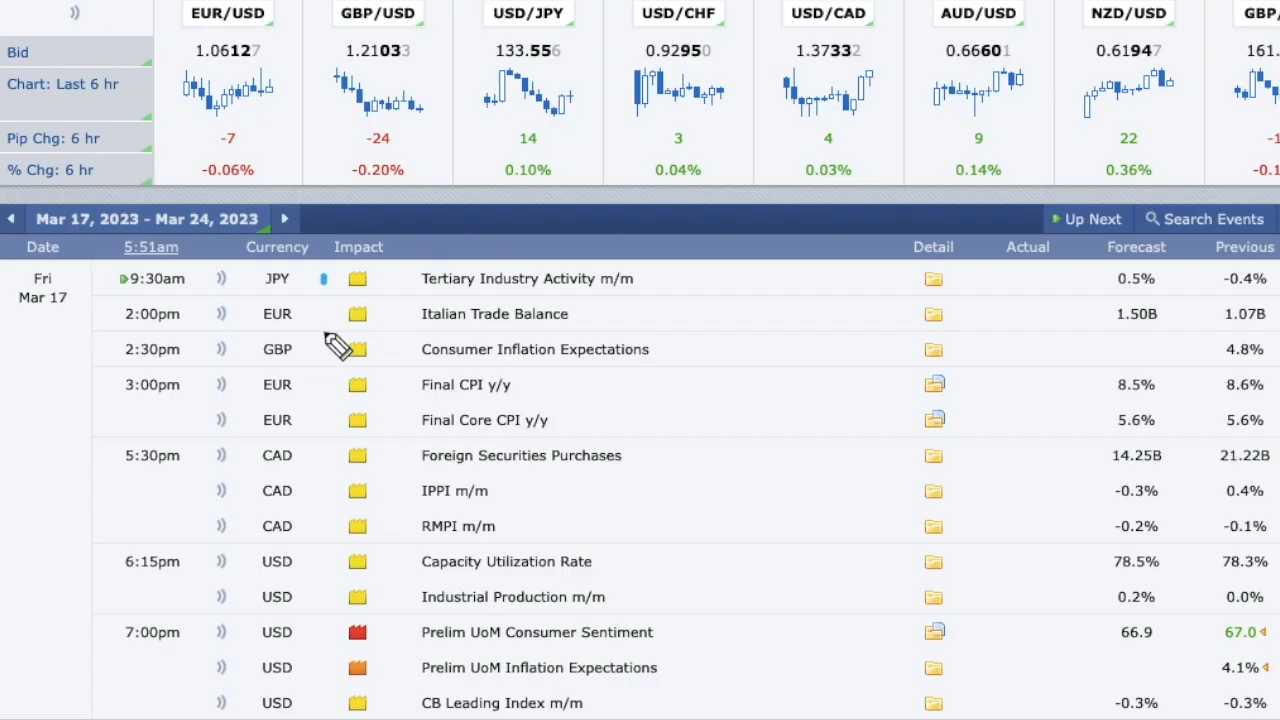 EUR/USD GBP/USD USD/JPY USD/CHF USD/CAD AUD/USD NZD/USD GBP/
Bid 1.06127 1.21033 133.556 0.92950 1.37332 0.66601 0.61947 161.
Chart: Last 6 hr
Pip Chg: 6 hr -7 -24 14 3 4 9 22 -1
% Chg: 6 hr -0.06% -0.20% 0.10% 0.04% 0.03% 0.14% 0.36% -0.1
Mar 17, 2023 - Mar 24, 2023 Up Next Search Events
Date 5:51am Currency Impact Detail Actual Forecast Previous
Fri 9:30am JPY Tertiary Industry Activity m/m 0.5% -0.4%
Mar 17
2:00pm EUR Italian Trade Balance 1.50B 1.07B
2:30pm GBP Consumer Inflation Expectations 4.8%
3:00pm EUR Final CPI y/y 8.5% 8.6%
EUR Final Core CPI y/y 5.6% 5.6%
5:30pm CAD Foreign Securities Purchases 14.25B 21.22B
CAD IPPI m/m -0.3% 0.4%
CAD RMPI m/m -0.2% -0.1%
6:15pm USD Capacity Utilization Rate 78.5% 78.3%
USD Industrial Production m/m 0.2% 0.0%
7:00pm USD Prelim UoM Consumer Sentiment 66.9 67.0
USD Prelim UoM Inflation Expectations 4.1%
USD CB Leading Index m/m -0.3% -0.3%